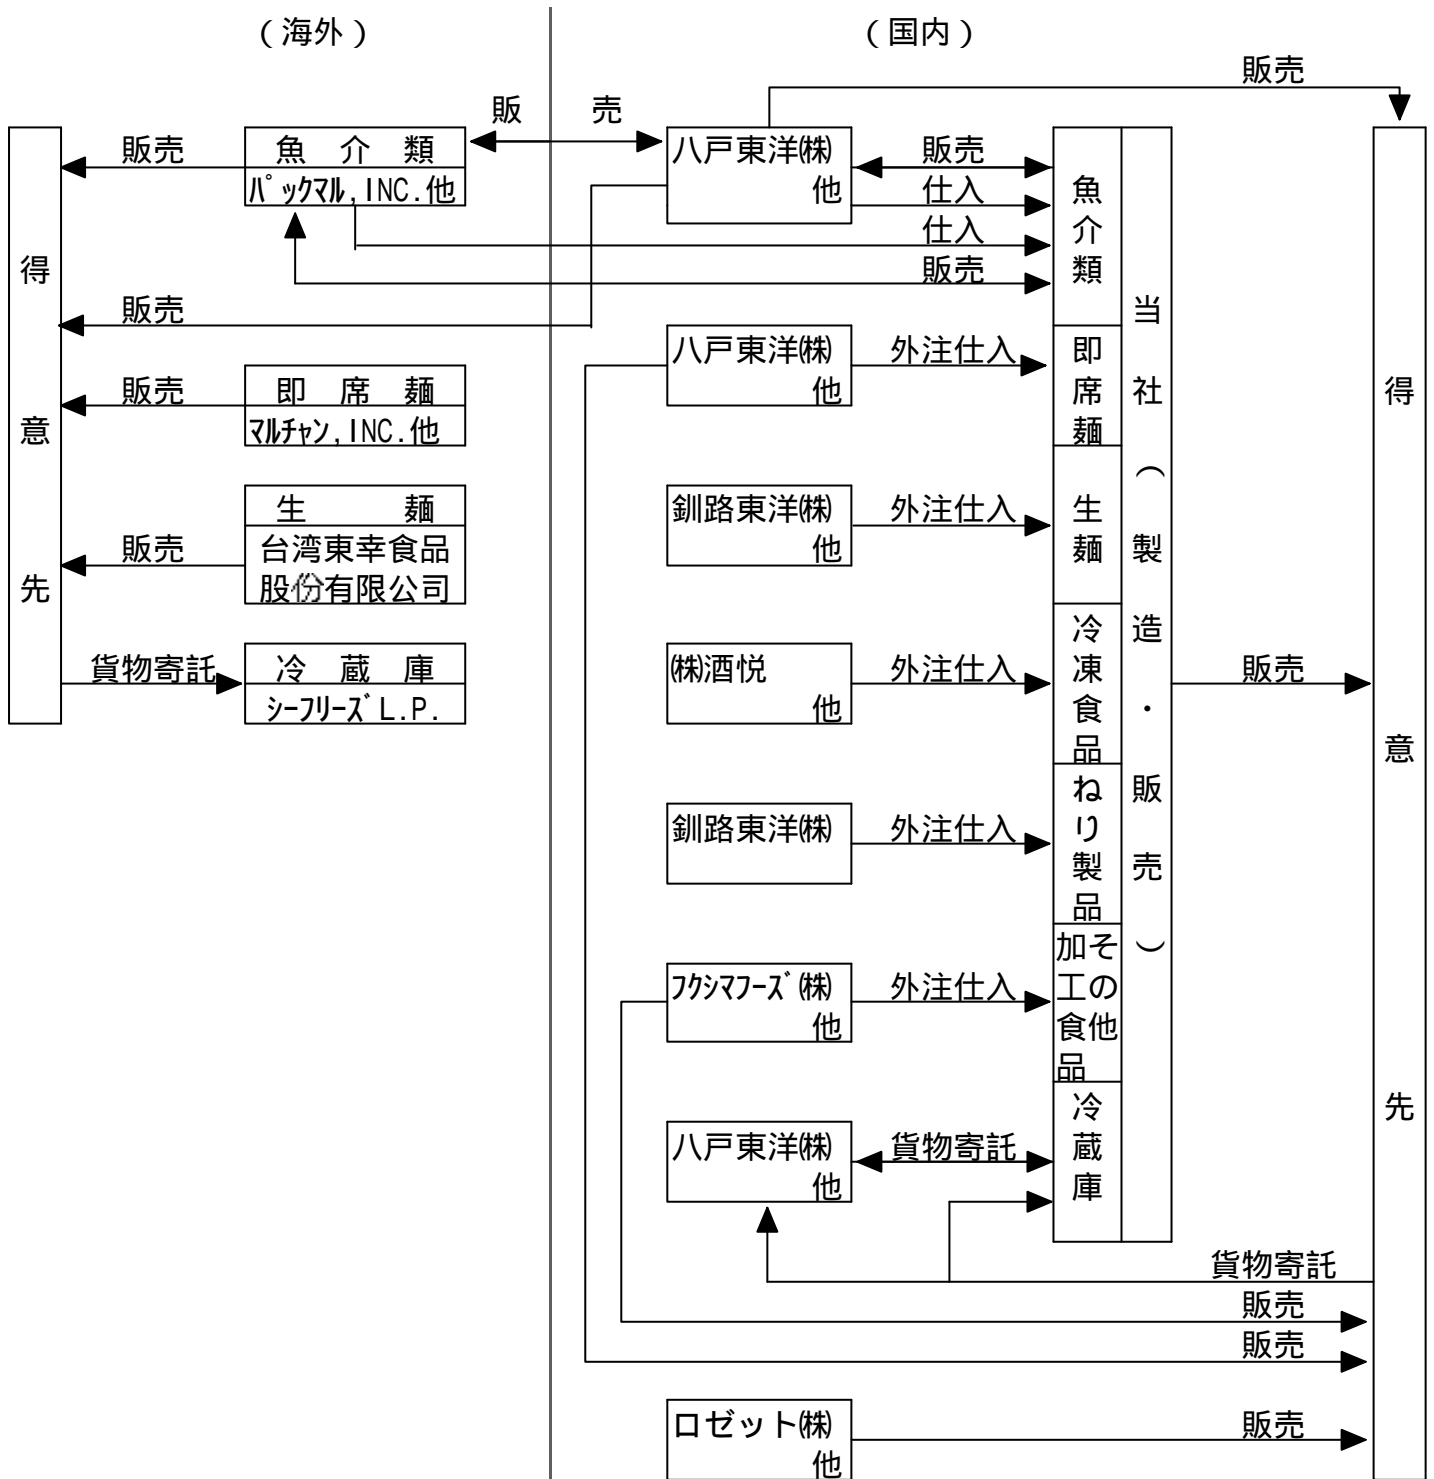 （海外）
（国内）
販売
販 売
得意先
販売
魚介類
パックマル,INC.他
八戸東洋㈱
他
販売
仕入
仕入
販売
魚介類
当社（製造・販売）
得意先
販売
八戸東洋㈱
他
外注仕入
即席麺
販売
即席麺
マルチャン,INC.他
釧路東洋㈱
他
外注仕入
生麺
販売
生麺
台湾東幸食品
股份有限公司
㈱酒悦
他
外注仕入
冷凍食品
販売
貨物寄託
冷蔵庫
シーフリーズL.P.
釧路東洋㈱
外注仕入
ねり製品
フクシマフーズ㈱
他
外注仕入
その他
加工食品
八戸東洋㈱
他
貨物寄託
冷蔵庫
貨物寄託
販売
販売
ロゼット㈱
他
販売